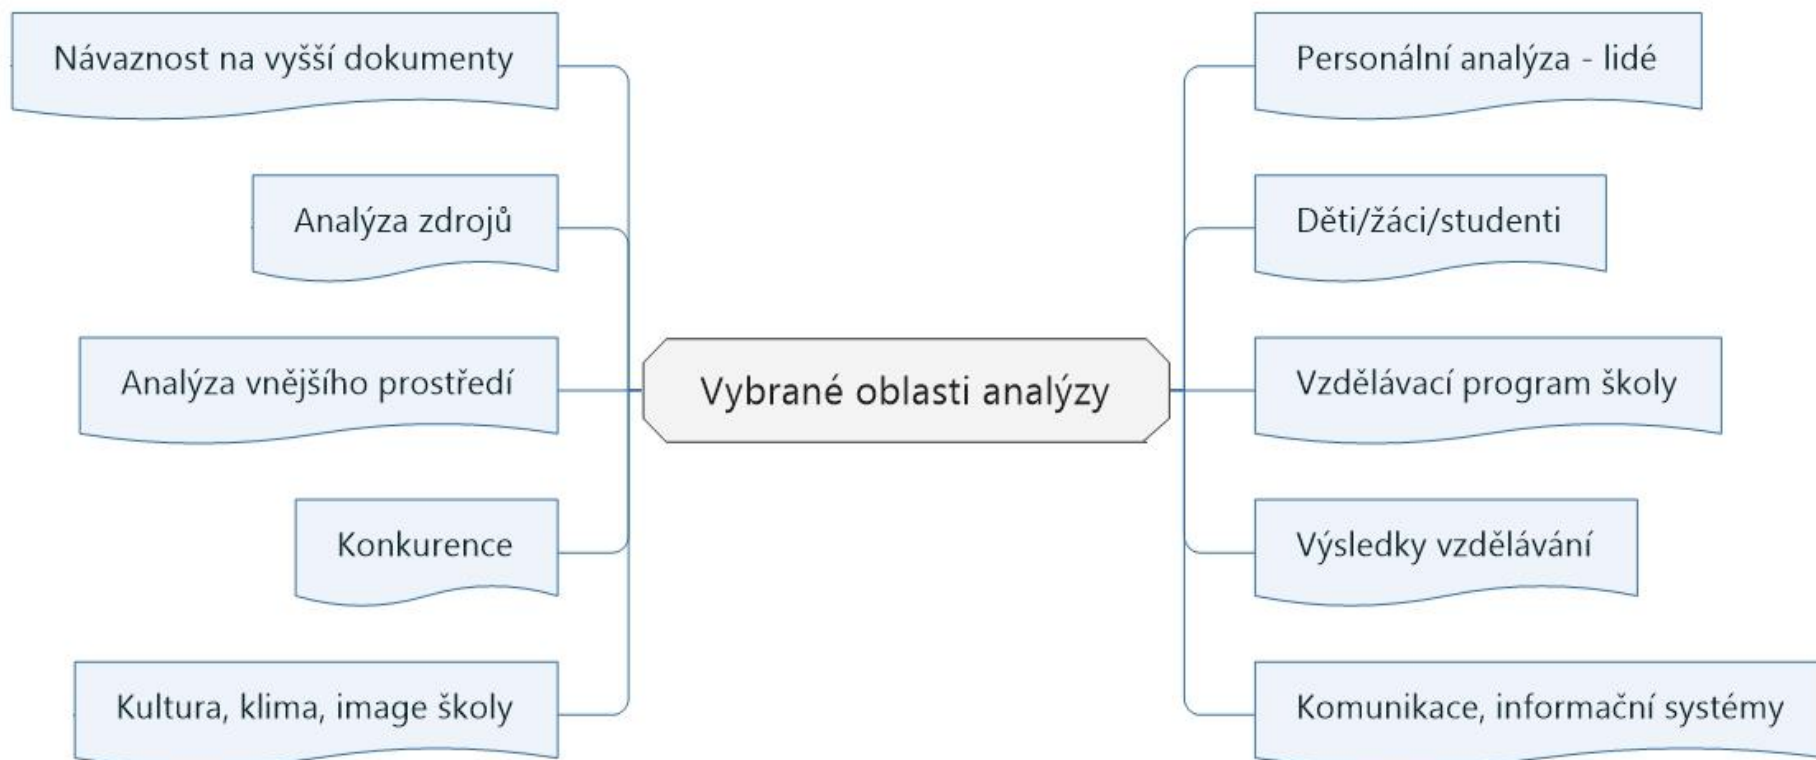 Návaznost na vyšší dokumenty
Analýza zdrojů
Analýza vnějšího prostředí
Konkurence
Kultura, klima, image školy
Vybrané oblasti analýzy
Personální analýza - lidé
Děti/žáci/studenti
Vzdělávací program školy
Výsledky vzdělávání
Komunikace, informační systémy